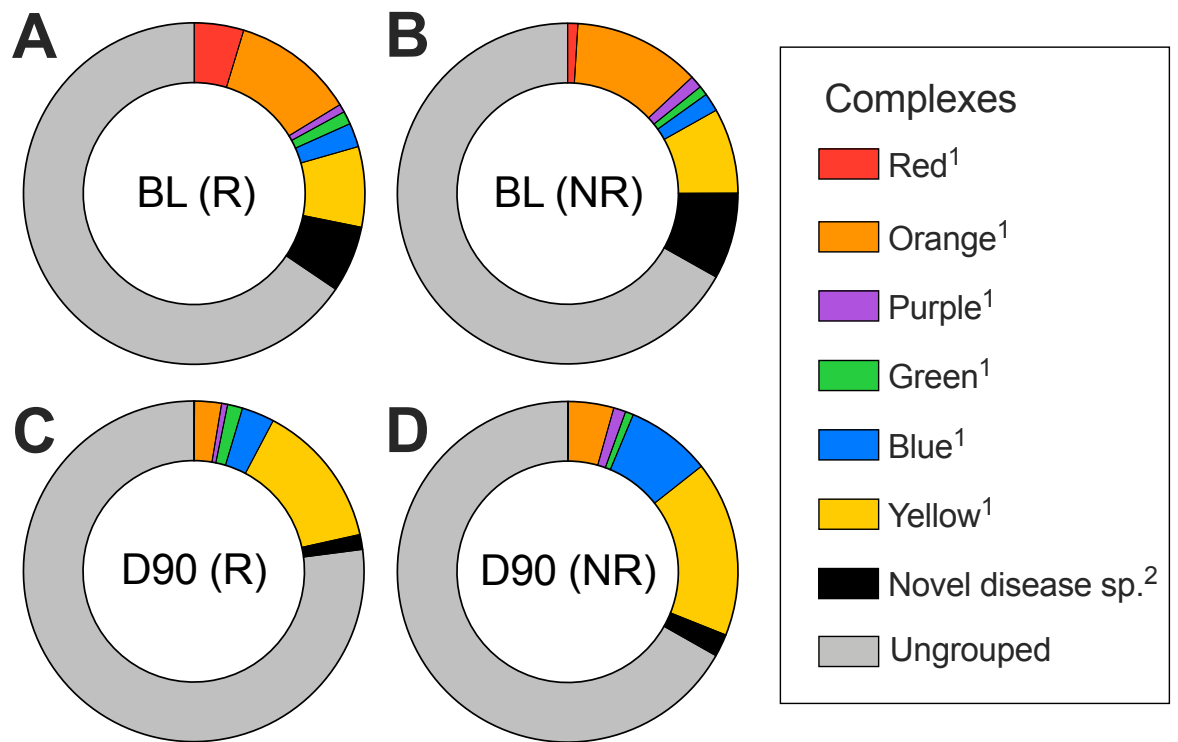 A
BL (R)
B
BL (NR)
C
D90 (R)
D
D90 (NR)
Complexes
Red¹
Orange¹
Purple¹
Green¹
Blue¹
Yellow¹
Novel disease sp.²
Ungrouped